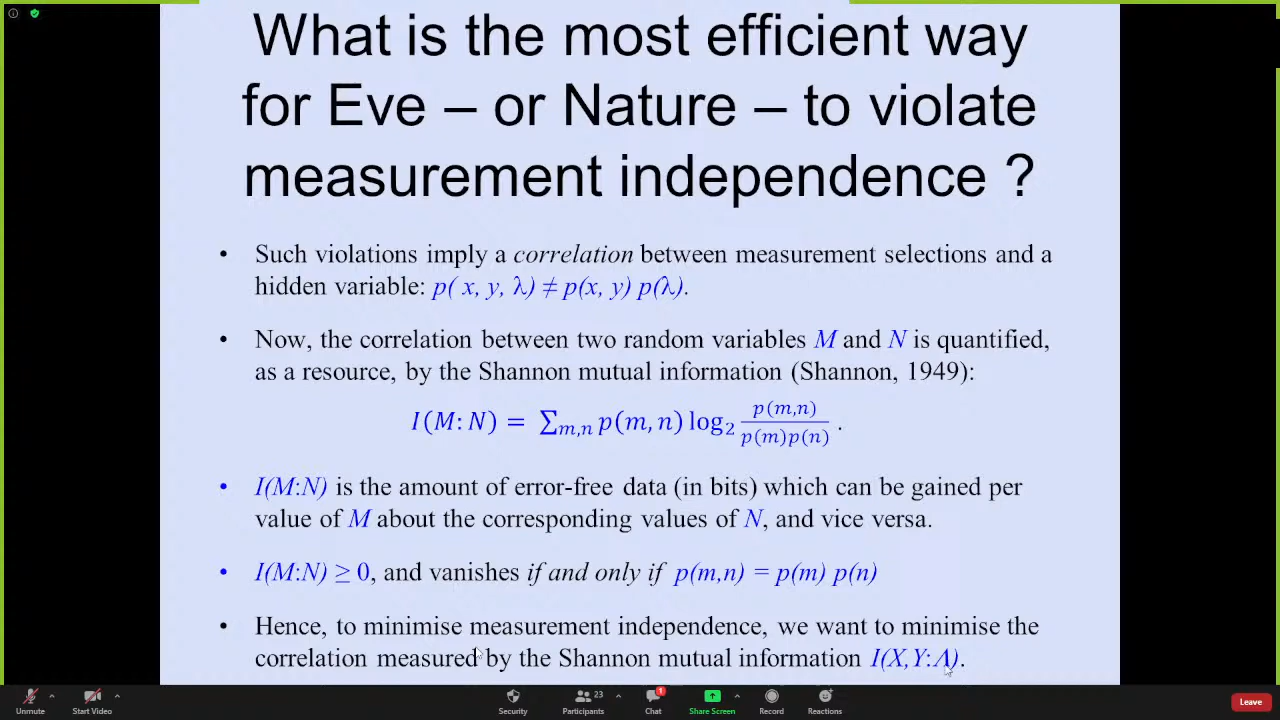 What is the most efficient way
for Eve – or Nature – to violate
measurement independence ?
• Such violations imply a correlation between measurement selections and a
hidden variable: p( x, y, λ) ≠ p(x, y) p(λ).
• Now, the correlation between two random variables M and N is quantified,
as a resource, by the Shannon mutual information (Shannon, 1949):
I(M:N) = ∑m,n p(m,n) log2 p(m,n)/p(m)p(n) .
• I(M:N) is the amount of error-free data (in bits) which can be gained per
value of M about the corresponding values of N, and vice versa.
• I(M:N) ≥ 0, and vanishes if and only if p(m,n) = p(m) p(n)
• Hence, to minimise measurement independence, we want to minimise the
correlation measured by the Shannon mutual information I(X,Y:Λ).
Unmute Start Video Security Participants 23 Chat 1 Share Screen Record Reactions Leave